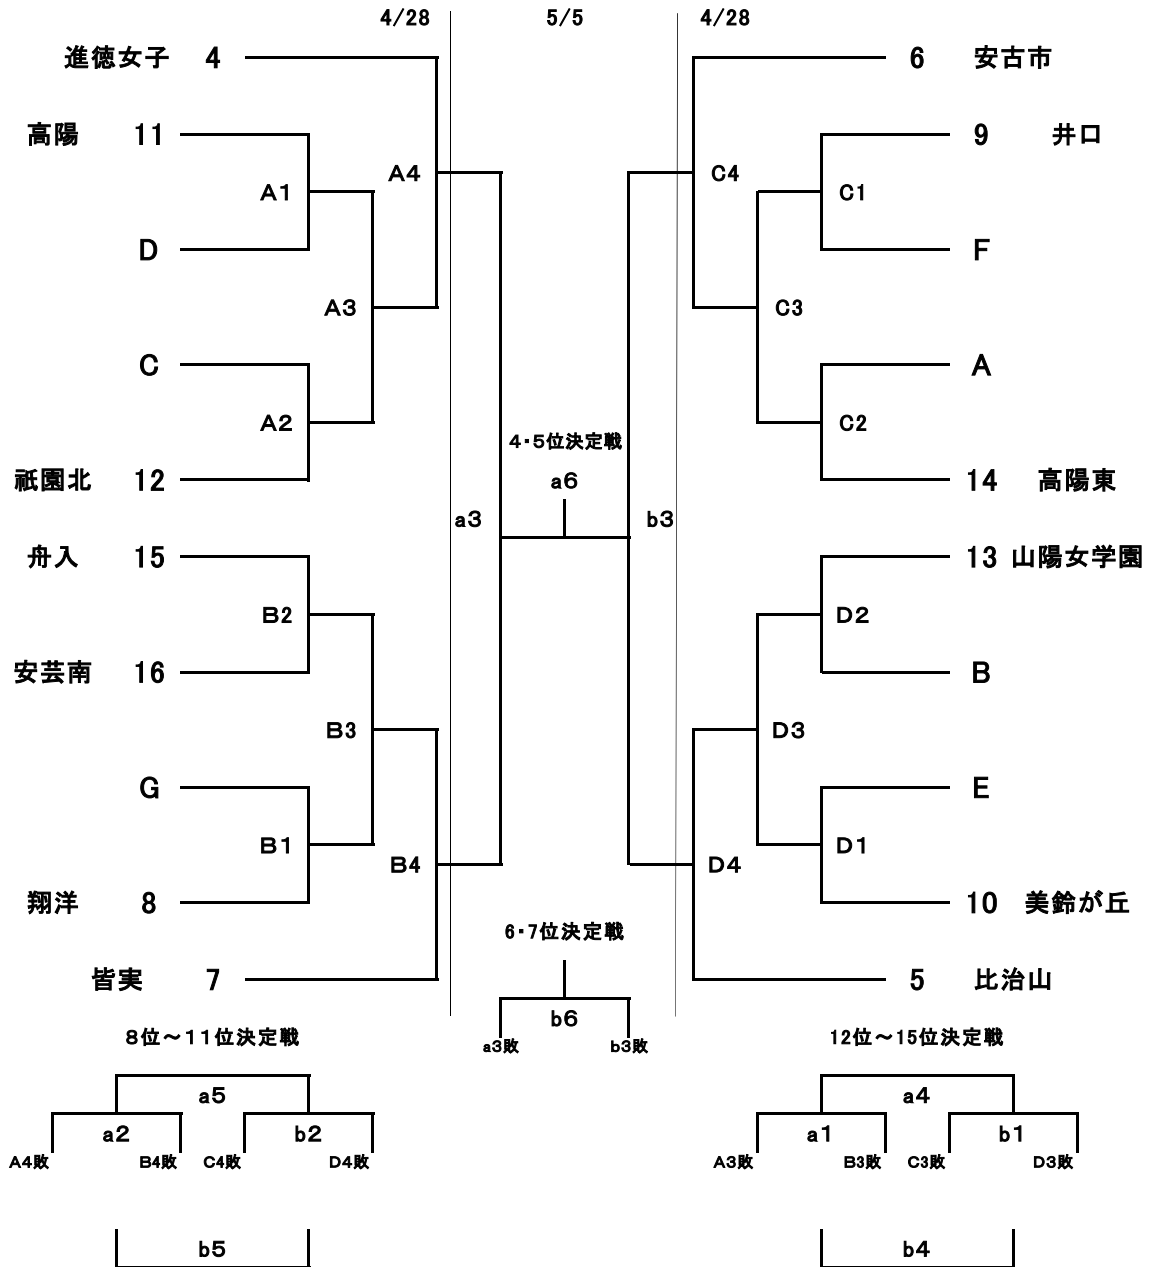 4/28 5/5 4/28
進徳女子 4 6 安古市
高陽 11 9 井口
A4 C4
A1 C1
D F
A3 C3
C A
A2 C2
4・5位決定戦
祇園北 12 a6 14 高陽東
a3 b3
舟入 15 13 山陽女学園
B2 D2
安芸南 16 B
B3 D3
G E
B1 D1
B4 D4
翔洋 8 10 美鈴が丘
6・7位決定戦
皆実 7 5 比治山
b6
8位～11位決定戦 a3敗 b3敗 12位～15位決定戦
a5 a4
a2 b2 a1 b1
A4敗 B4敗 C4敗 D4敗 A3敗 B3敗 C3敗 D3敗
b5 b4